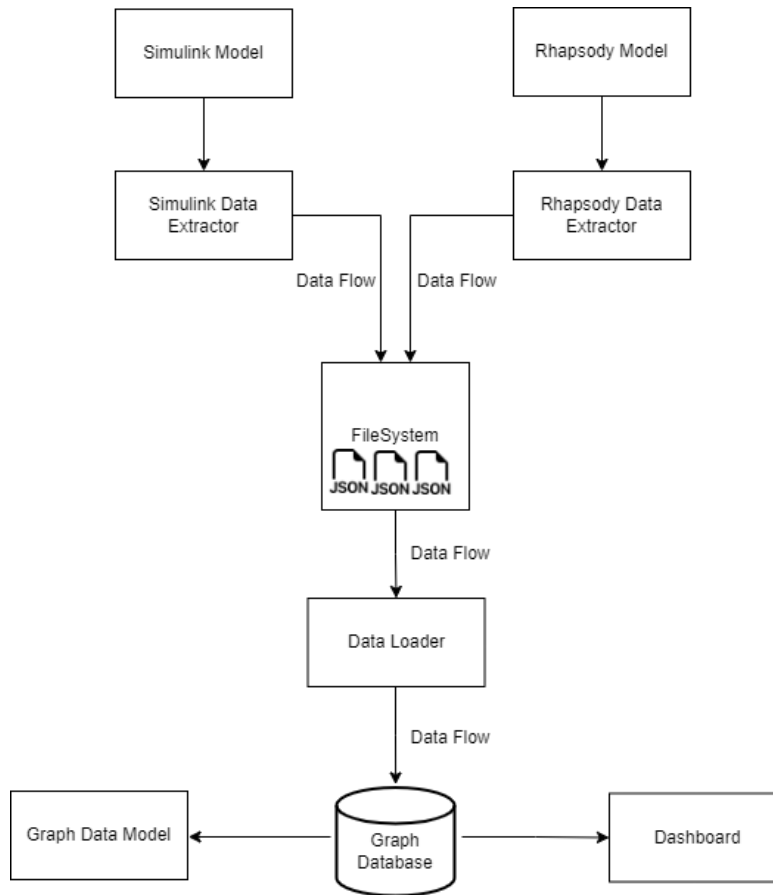 Simulink Model
Rhapsody Model
Simulink Data
Extractor
Rhapsody Data
Extractor
Data Flow
Data Flow
FileSystem
JSON JSON JSON
Data Flow
Data Loader
Data Flow
Graph Data Model
Graph
Database
Dashboard